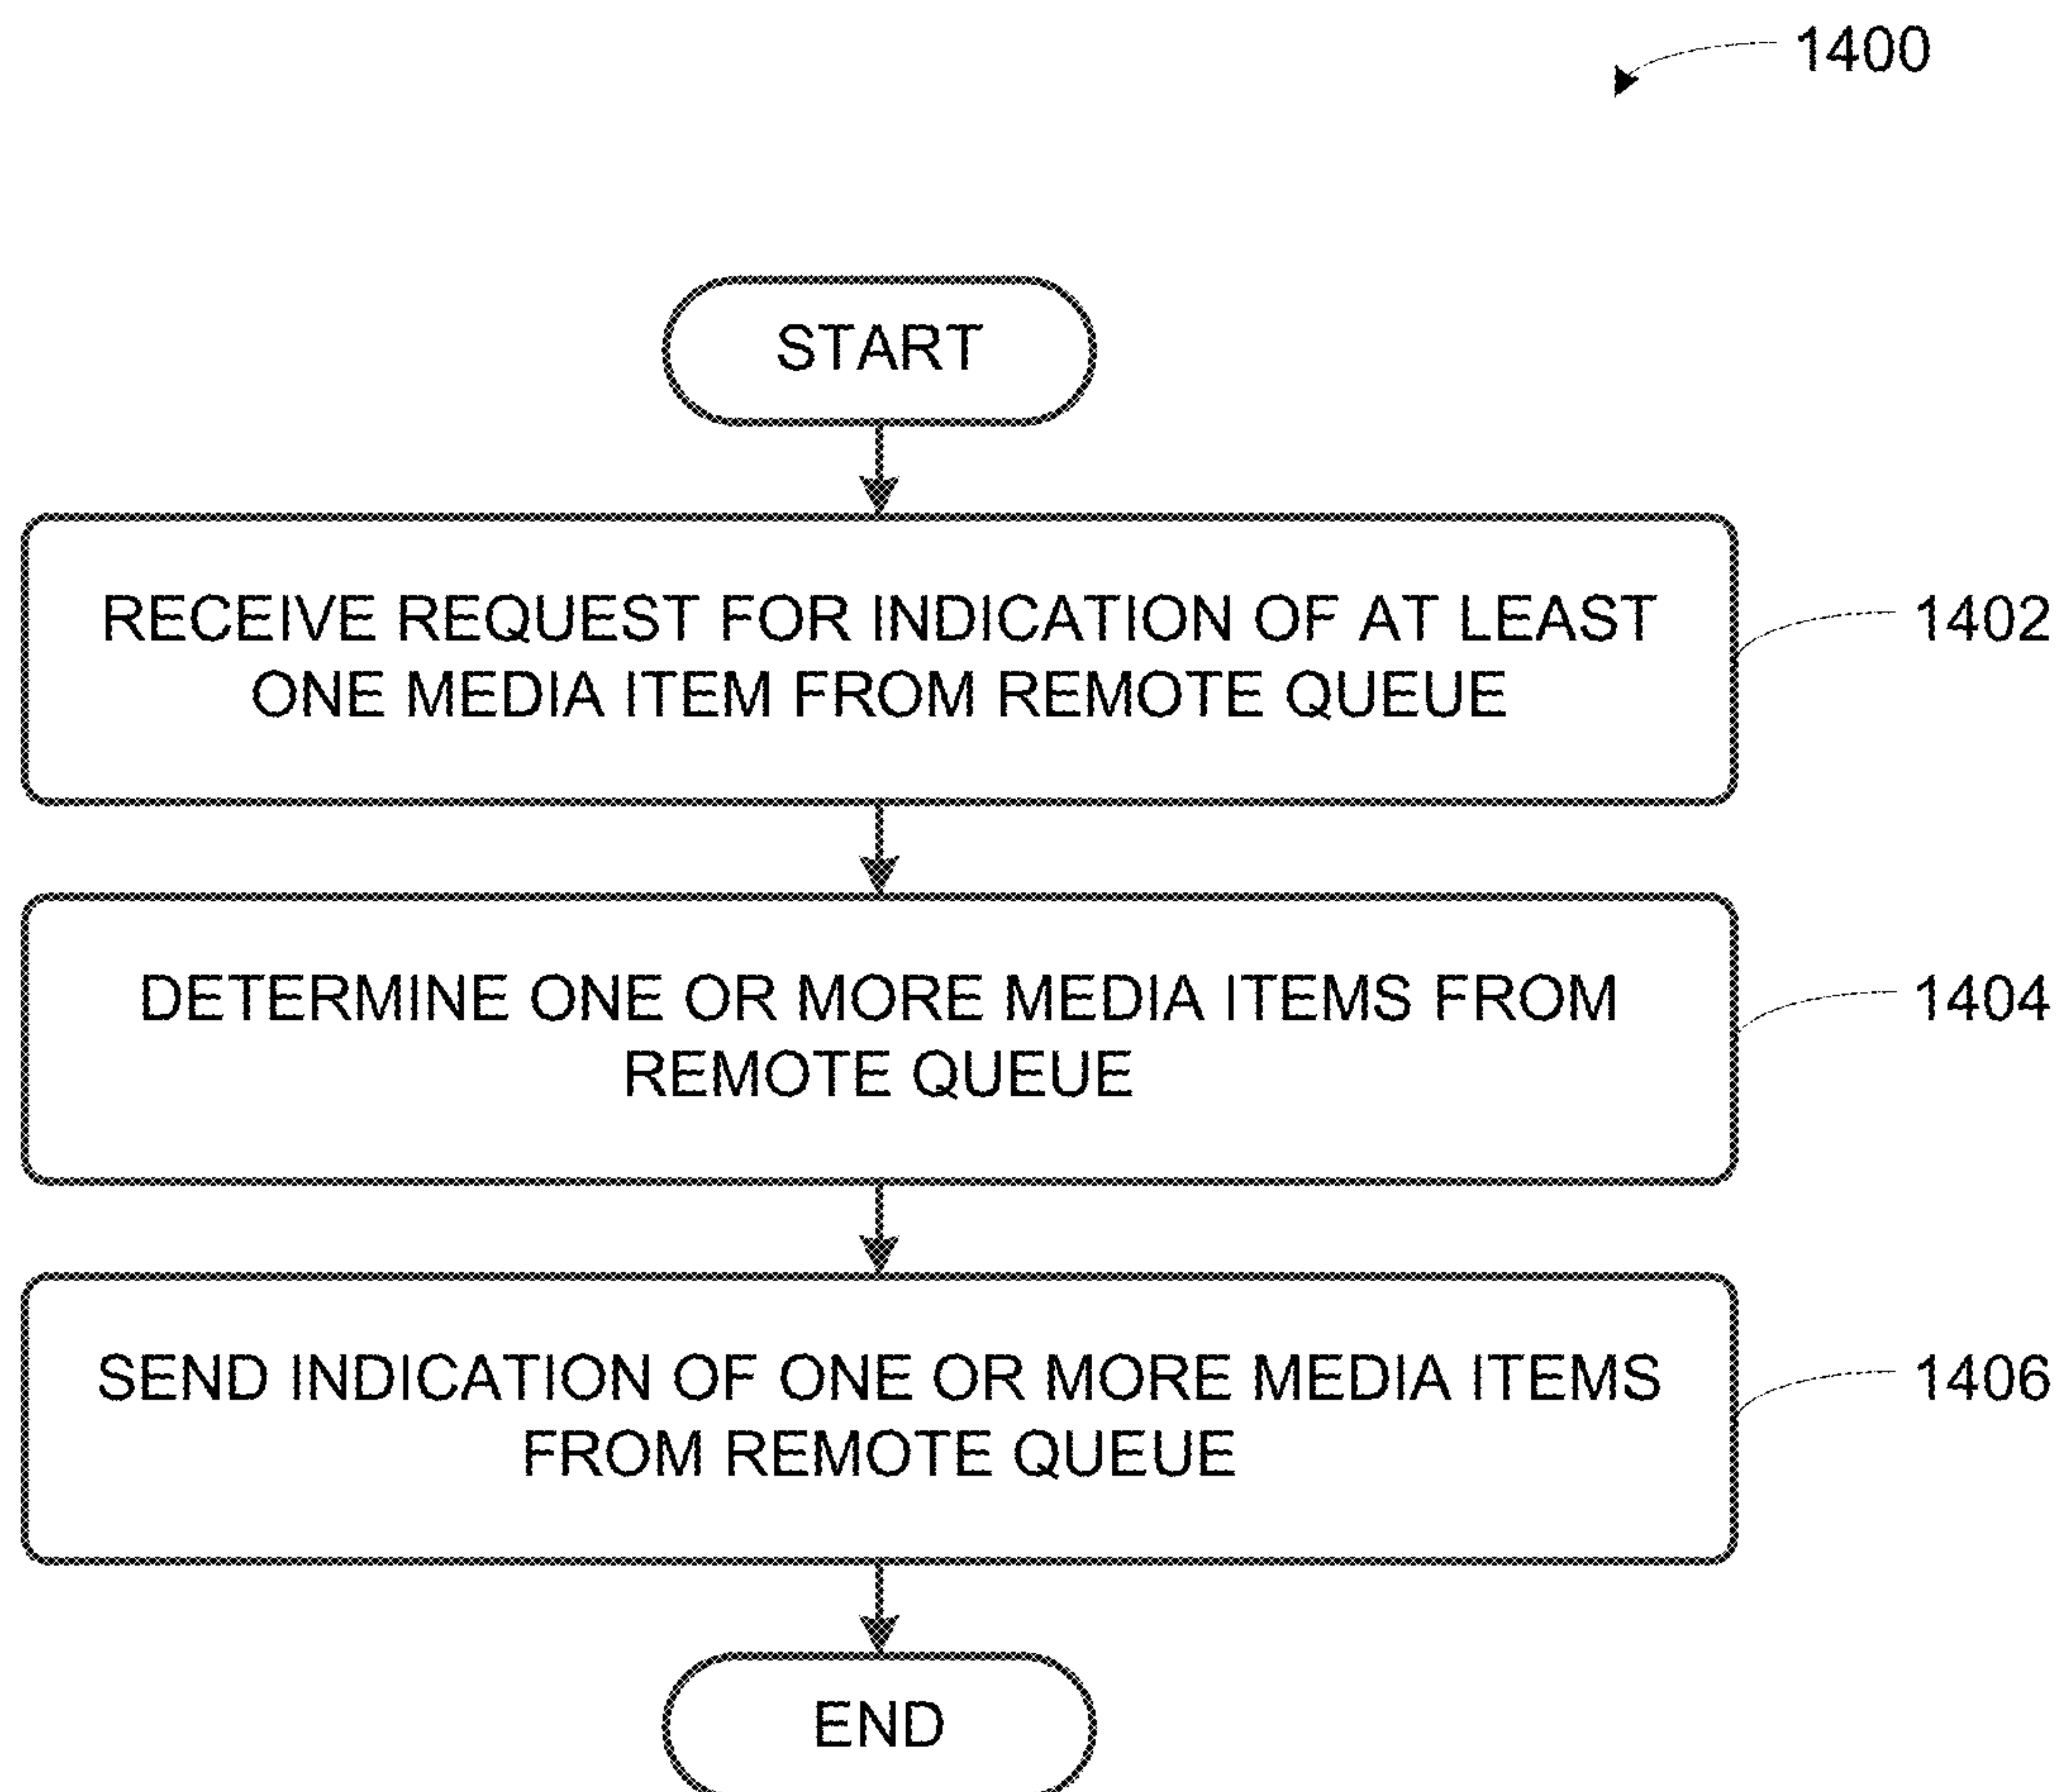 1400
START
RECEIVE REQUEST FOR INDICATION OF AT LEAST
ONE MEDIA ITEM FROM REMOTE QUEUE
1402
DETERMINE ONE OR MORE MEDIA ITEMS FROM
REMOTE QUEUE
1404
SEND INDICATION OF ONE OR MORE MEDIA ITEMS
FROM REMOTE QUEUE
1406
END